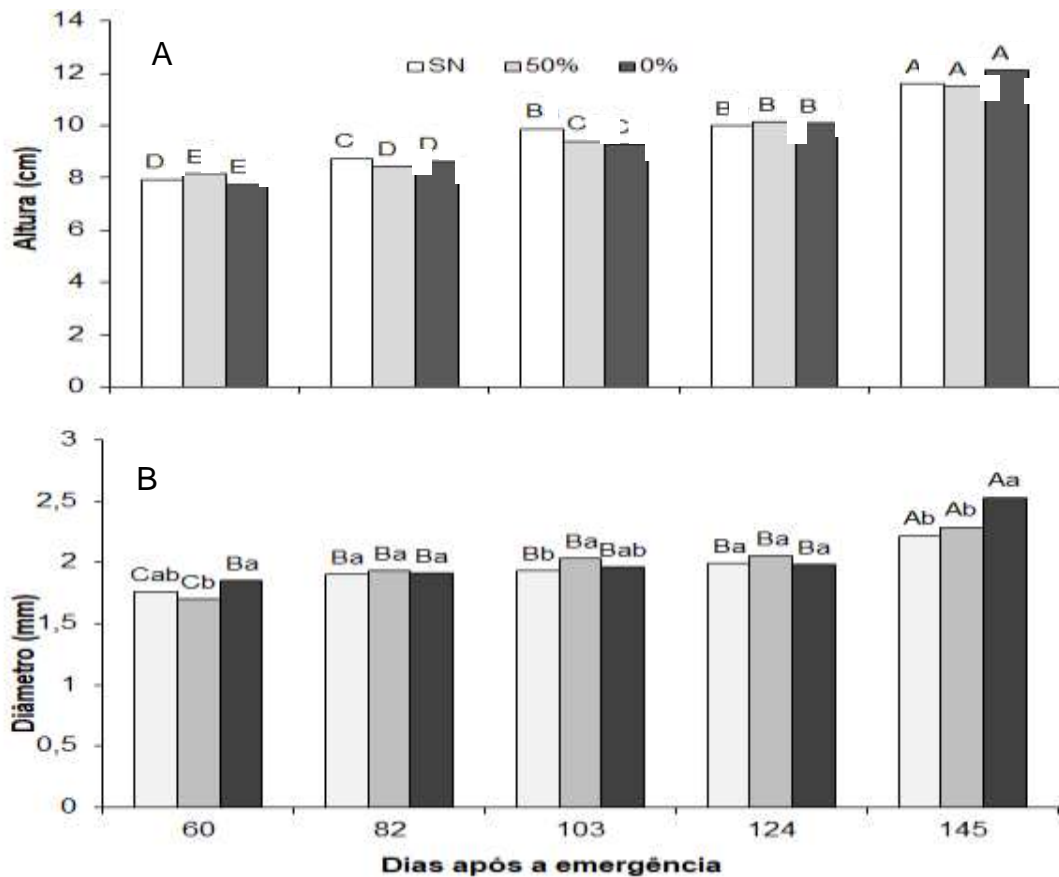 14
A
SN 50% 0%
A A A
12
B C
B B B
10
C D
D E E
8
Altura (cm)
6
4
2
0
3
B
Aa
2,5
Ab Ab
Ba Ba Ba
Bb Ba Bab
Ba Ba Ba
Cab Cb Ba
2
1,5
Diâmetro (mm)
1
0,5
0
60 82 103 124 145
Dias após a emergência